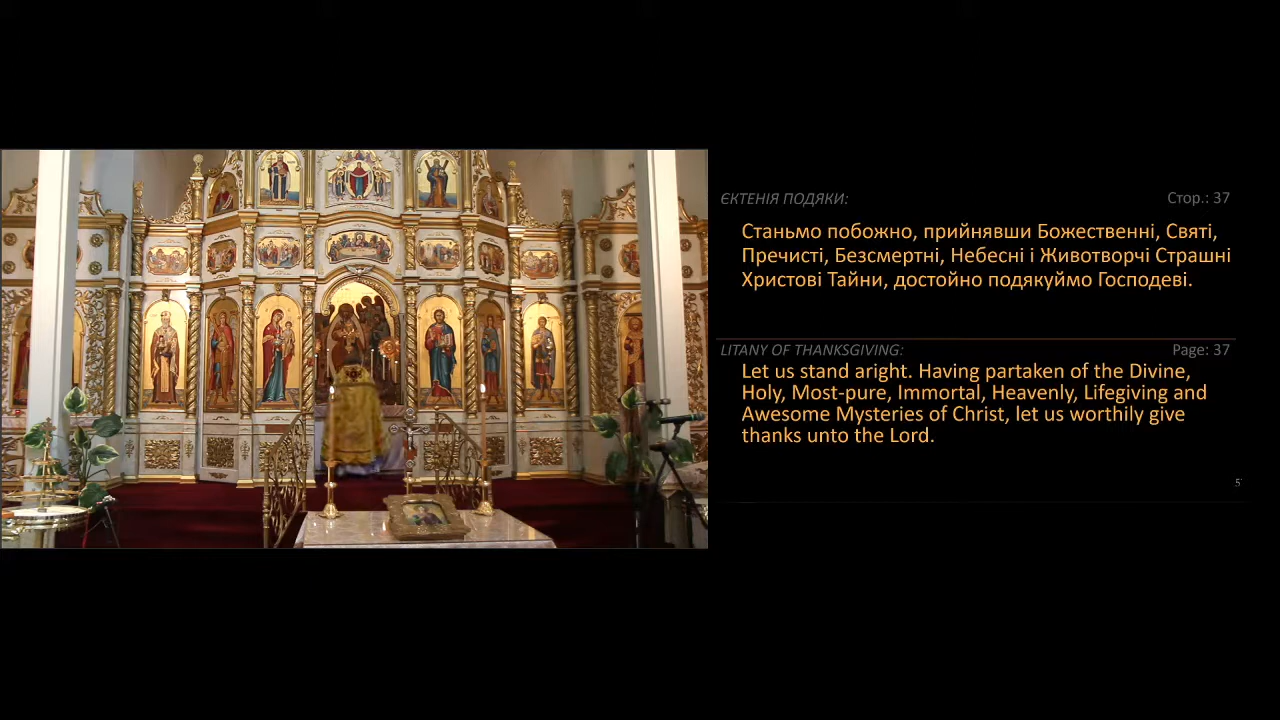 ЄКТЕНІЯ ПОДЯКИ: Стор.: 37
Станьмо побожно, прийнявши Божественні, Святі,
Пречисті, Безсмертні, Небесні і Животворчі Страшні
Христові Тайни, достойно подякуймо Господеві.
LITANY OF THANKSGIVING: Page: 37
Let us stand aright. Having partaken of the Divine,
Holy, Most-pure, Immortal, Heavenly, Lifegiving and
Awesome Mysteries of Christ, let us worthily give
thanks unto the Lord.